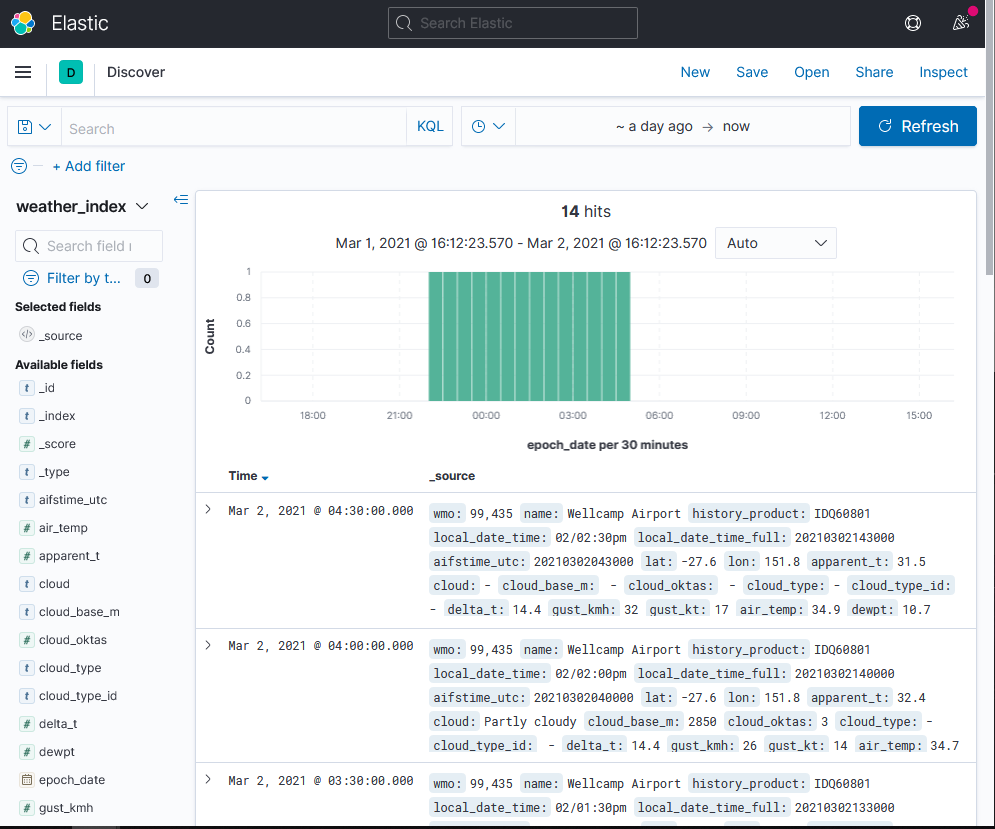 Elastic
Search Elastic
D
Discover
New Save Open Share Inspect
Search
KQL
~ a day ago → now
Refresh
+ Add filter
weather_index
Filter by t... 0
Selected fields
_source
Available fields
t _id
t _index
# _score
t _type
t aifstime_utc
# air_temp
# apparent_t
t cloud
t cloud_base_m
# cloud_oktas
t cloud_type
t cloud_type_id
# delta_t
# dewpt
epoch_date
# gust_kmh
14 hits
Mar 1, 2021 @ 16:12:23.570 - Mar 2, 2021 @ 16:12:23.570 Auto
Count
1
0.8
0.6
0.4
0.2
0
18:00 21:00 00:00 03:00 06:00 09:00 12:00 15:00
epoch_date per 30 minutes
Time _source
Mar 2, 2021 @ 04:30:00.000
wmo: 99,435 name: Wellcamp Airport history_product: IDQ60801
local_date_time: 02/02:30pm local_date_time_full: 20210302143000
aifstime_utc: 20210302043000 lat: -27.6 lon: 151.8 apparent_t: 31.5
cloud: - cloud_base_m: - cloud_oktas: - cloud_type: - cloud_type_id:
- delta_t: 14.4 gust_kmh: 32 gust_kt: 17 air_temp: 34.9 dewpt: 10.7
Mar 2, 2021 @ 04:00:00.000
wmo: 99,435 name: Wellcamp Airport history_product: IDQ60801
local_date_time: 02/02:00pm local_date_time_full: 20210302140000
aifstime_utc: 20210302040000 lat: -27.6 lon: 151.8 apparent_t: 32.4
cloud: Partly cloudy cloud_base_m: 2850 cloud_oktas: 3 cloud_type: -
cloud_type_id: - delta_t: 14.4 gust_kmh: 26 gust_kt: 14 air_temp: 34.7
Mar 2, 2021 @ 03:30:00.000
wmo: 99,435 name: Wellcamp Airport history_product: IDQ60801
local_date_time: 02/01:30pm local_date_time_full: 20210302133000